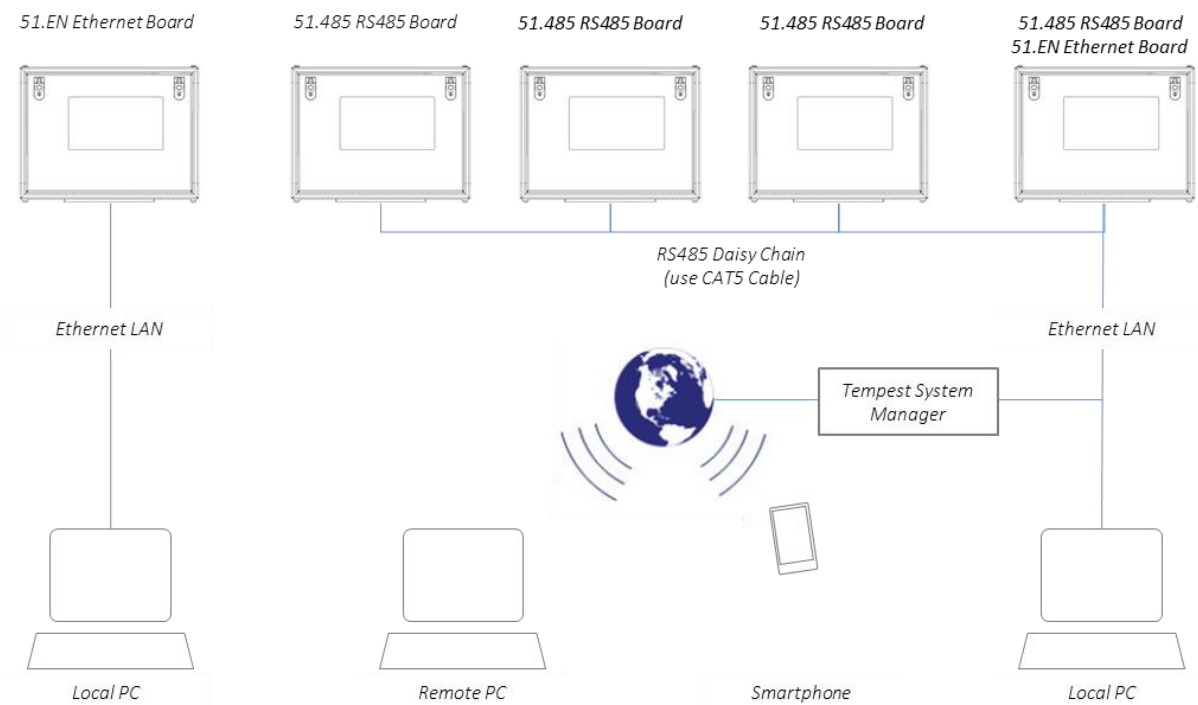 51.EN Ethernet Board
51.485 RS485 Board
51.485 RS485 Board
51.485 RS485 Board
51.485 RS485 Board
51.EN Ethernet Board
RS485 Daisy Chain
(use CAT5 Cable)
Ethernet LAN
Ethernet LAN
Tempest System
Manager
Local PC
Remote PC
Smartphone
Local PC